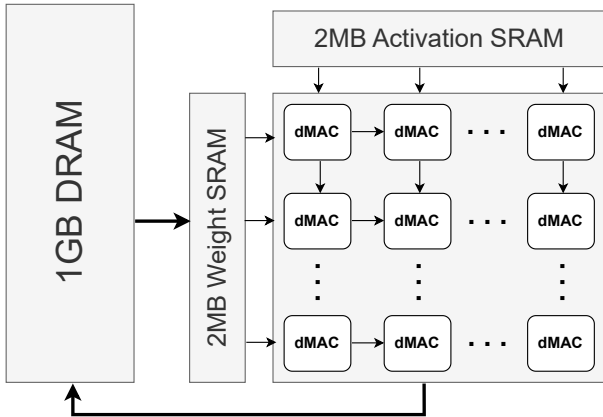 2MB Activation SRAM
1GB DRAM
2MB Weight SRAM
dMAC dMAC · · · dMAC
dMAC dMAC · · · dMAC
dMAC dMAC · · · dMAC